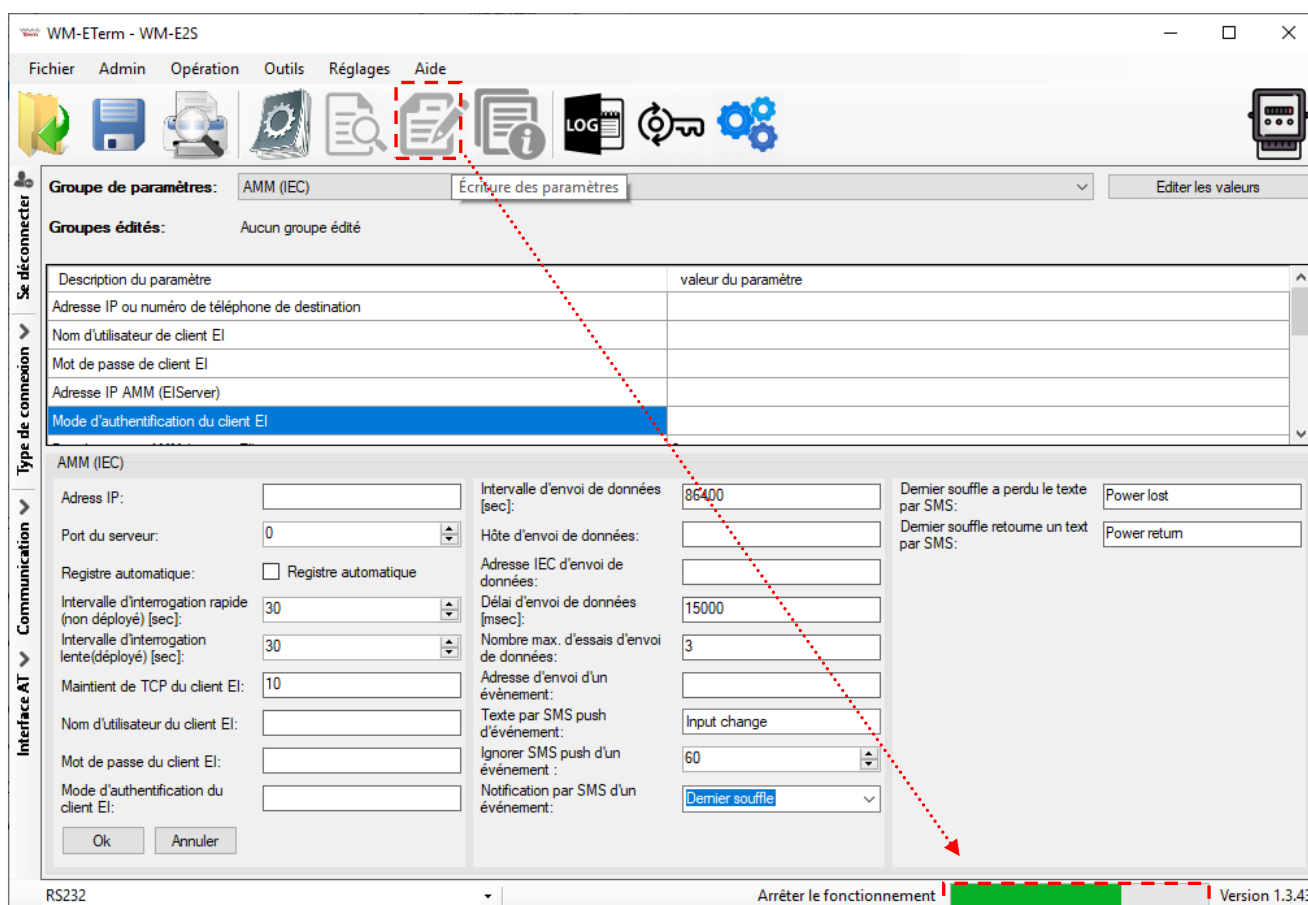 WM-ETerm - WM-E2S
Fichier Admin Opération Outils Réglages Aide
LOG
Se déconnecter
Type de connexion
Communication
Interface AT
Groupe de paramètres: AMM (IEC) Écriture des paramètres Editer les valeurs
Groupes édités: Aucun groupe édité
Description du paramètre valeur du paramètre
Adresse IP ou numéro de téléphone de destination
Nom d'utilisateur de client EI
Mot de passe de client EI
Adresse IP AMM (EIServer)
Mode d'authentification du client EI
AMM (IEC)
Adress IP:
Port du serveur: 0
Registre automatique: Registre automatique
Intervalle d'interrogation rapide
(non déployé) [sec]: 30
Intervalle d'interrogation
lente(déployé) [sec]: 30
Maintient de TCP du client EI: 10
Nom d'utilisateur du client EI:
Mot de passe du client EI:
Mode d'authentification du
client EI:
Ok Annuler
Intervalle d'envoi de données
[sec]: 86400
Hôte d'envoi de données:
Adresse IEC d'envoi de
données:
Délai d'envoi de données
[msec]: 15000
Nombre max. d'essais d'envoi
de données: 3
Adresse d'envoi d'un
évènement:
Texte par SMS push
d'événement: Input change
Ignorer SMS push d'un
événement : 60
Notification par SMS d'un
événement: Dernier souffle
Dernier souffle a perdu le texte
par SMS: Power lost
Dernier souffle retourne un text
par SMS: Power return
RS232 Arrêter le fonctionnement Version 1.3.43